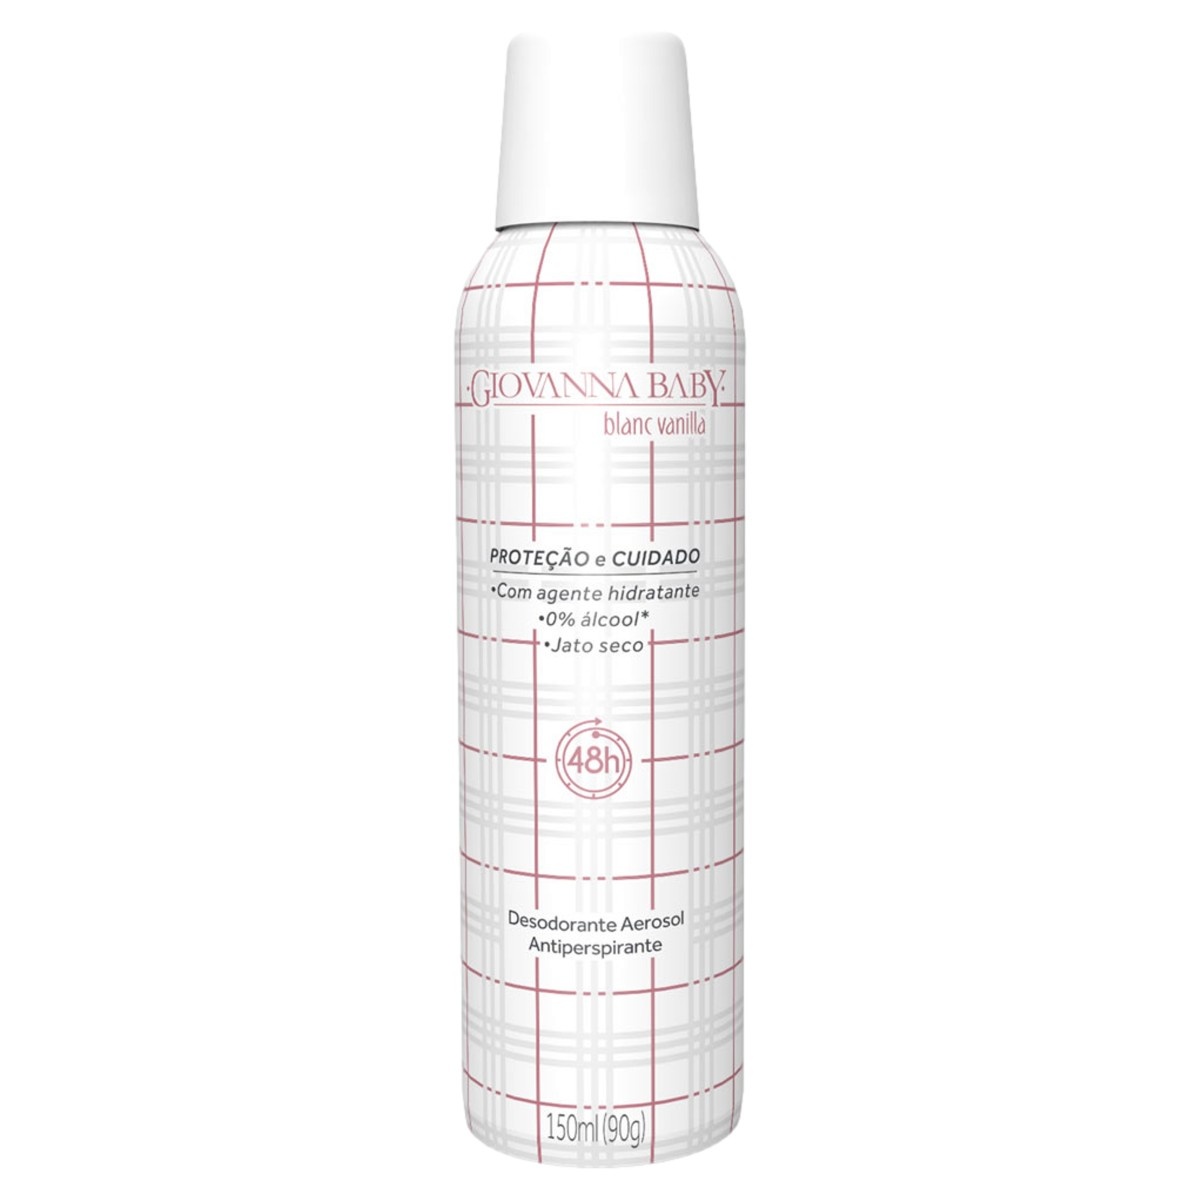 ·GIOVANNA BABY·
blanc vanilla
PROTEÇÃO e CUIDADO
•Com agente hidratante
•0% álcool*
•Jato seco
48h
Desodorante Aerosol
Antiperspirante
150ml (90g)